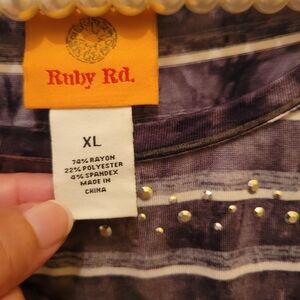 Ruby Rd.
XL
74% RAYON
22% POLYESTER
4% SPANDEX
MADE IN
CHINA